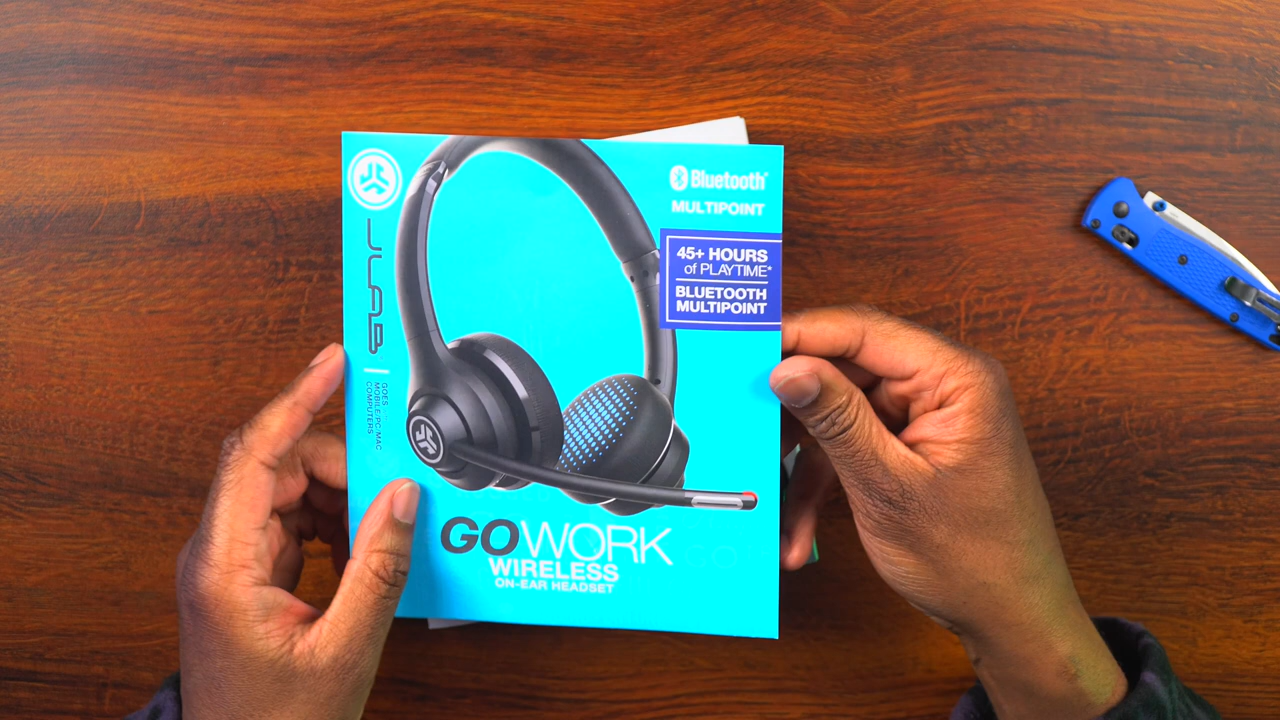 JLAB
GOES
MOBILE/PC/MAC
COMPUTERS
Bluetooth®
MULTIPOINT
45+ HOURS
of PLAYTIME*
BLUETOOTH
MULTIPOINT
GOWORK
WIRELESS
ON-EAR HEADSET